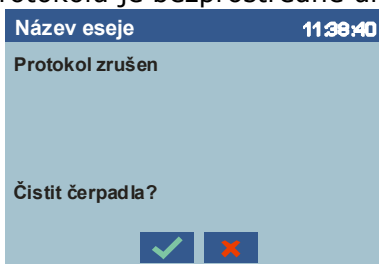 Název eseje 11:38:40
Protokol zrušen
Čistit čerpadla?